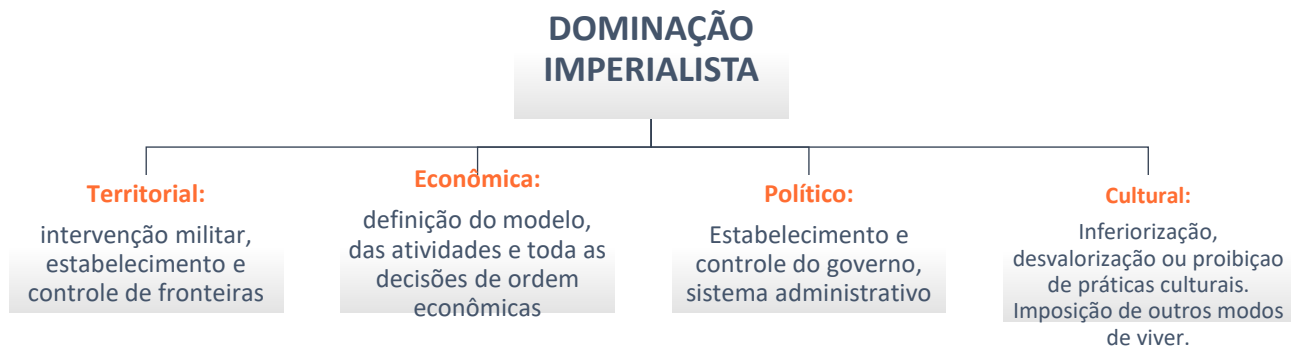 DOMINAÇÃO
IMPERIALISTA
Territorial:
intervenção militar,
estabelecimento e
controle de fronteiras
Econômica:
definição do modelo,
das atividades e toda as
decisões de ordem
econômicas
Político:
Estabelecimento e
controle do governo,
sistema administrativo
Cultural:
Inferiorização,
desvalorização ou proibiçao
de práticas culturais.
Imposição de outros modos
de viver.